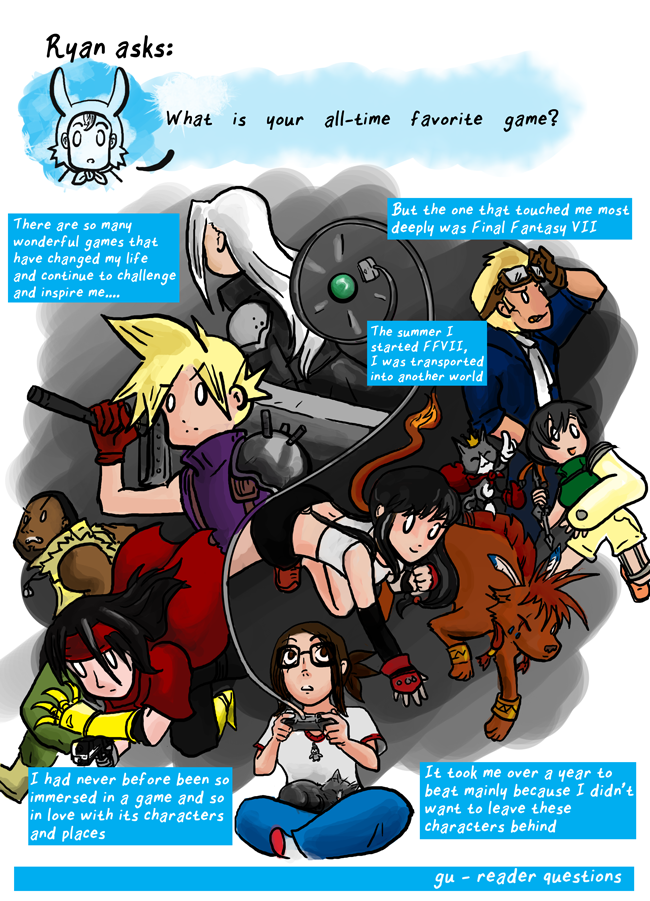 Ryan asks:
What is your all-time favorite game?
There are so many
wonderful games that
have changed my life
and continue to challenge
and inspire me....
But the one that touched me most
deeply was Final Fantasy VII
The summer I
started FFVII,
I was transported
into another world
I had never before been so
immersed in a game and so
in love with its characters
and places
It took me over a year to
beat mainly because I didn't
want to leave these
characters behind
gu - reader questions